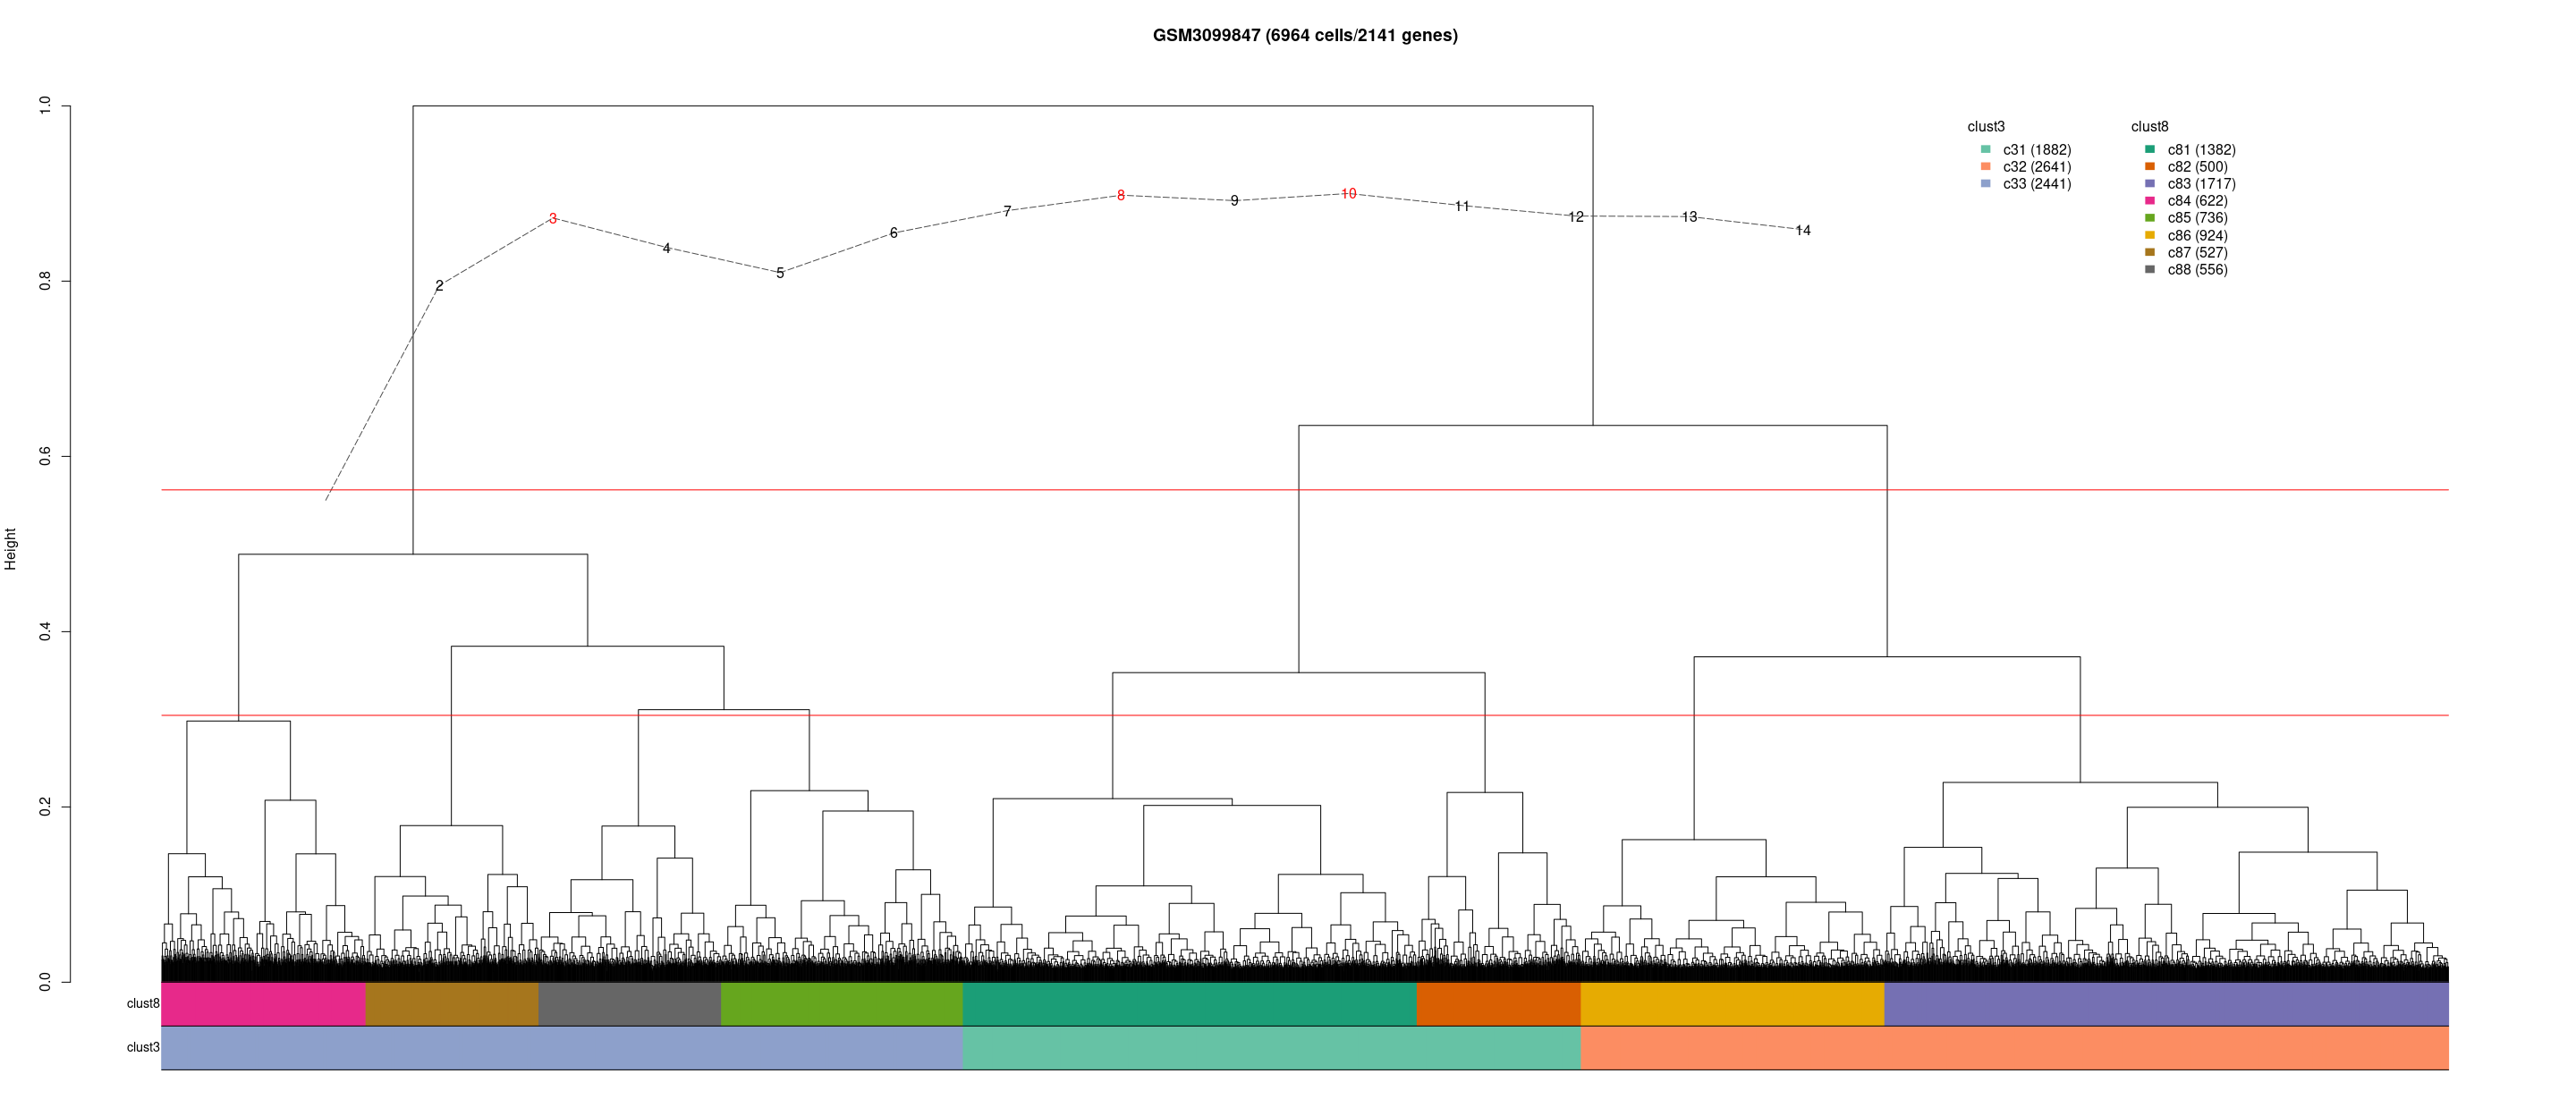 GSM3099847 (6964 cells/2141 genes)
Height
1.0
0.8
0.6
0.4
0.2
0.0
2
3
4
5
6
7
8
9
10
11
12
13
14
clust3
c31 (1882)
c32 (2641)
c33 (2441)
clust8
c81 (1382)
c82 (500)
c83 (1717)
c84 (622)
c85 (736)
c86 (924)
c87 (527)
c88 (556)
clust8
clust3